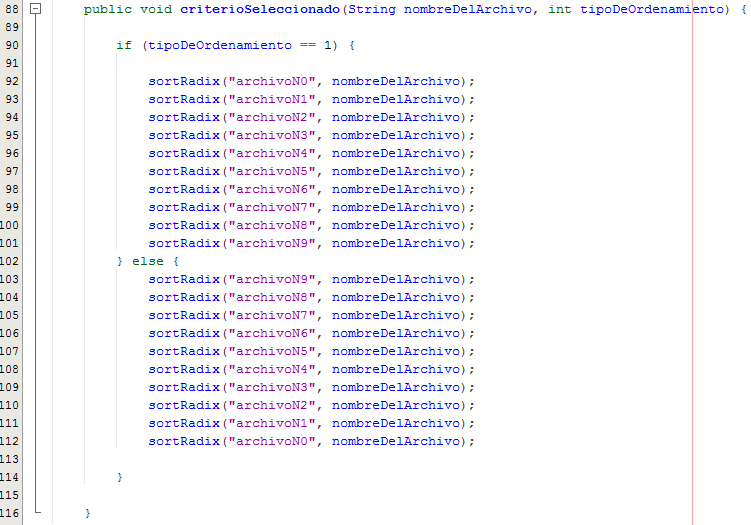 88 public void criterioSeleccionado(String nombreDelArchivo, int tipoDeOrdenamiento) {
89
90 if (tipoDeOrdenamiento == 1) {
91
92 sortRadix("archivoN0", nombreDelArchivo);
93 sortRadix("archivoN1", nombreDelArchivo);
94 sortRadix("archivoN2", nombreDelArchivo);
95 sortRadix("archivoN3", nombreDelArchivo);
96 sortRadix("archivoN4", nombreDelArchivo);
97 sortRadix("archivoN5", nombreDelArchivo);
98 sortRadix("archivoN6", nombreDelArchivo);
99 sortRadix("archivoN7", nombreDelArchivo);
100 sortRadix("archivoN8", nombreDelArchivo);
101 sortRadix("archivoN9", nombreDelArchivo);
102 } else {
103 sortRadix("archivoN9", nombreDelArchivo);
104 sortRadix("archivoN8", nombreDelArchivo);
105 sortRadix("archivoN7", nombreDelArchivo);
106 sortRadix("archivoN6", nombreDelArchivo);
107 sortRadix("archivoN5", nombreDelArchivo);
108 sortRadix("archivoN4", nombreDelArchivo);
109 sortRadix("archivoN3", nombreDelArchivo);
110 sortRadix("archivoN2", nombreDelArchivo);
111 sortRadix("archivoN1", nombreDelArchivo);
112 sortRadix("archivoN0", nombreDelArchivo);
113
114 }
115
116 }